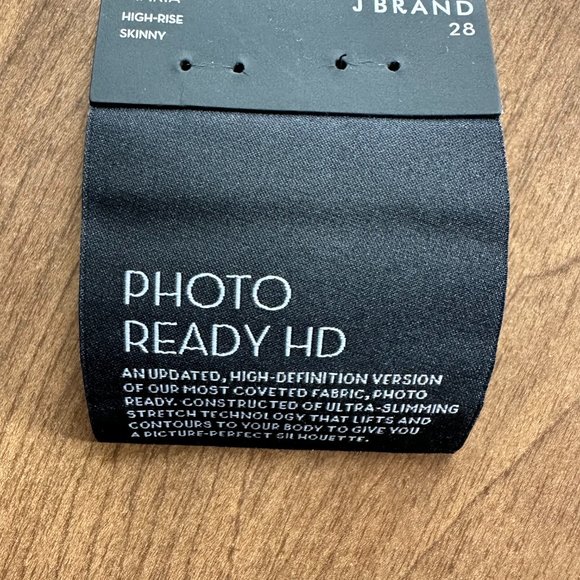 HIGH-RISE
SKINNY
J BRAND
28
PHOTO
READY HD
AN UPDATED, HIGH-DEFINITION VERSION
OF OUR MOST COVETED FABRIC, PHOTO
READY. CONSTRUCTED OF ULTRA-SLIMMING
STRETCH TECHNOLOGY THAT LIFTS AND
CONTOURS TO YOUR BODY TO GIVE YOU
A PICTURE-PERFECT SILHOUETTE.